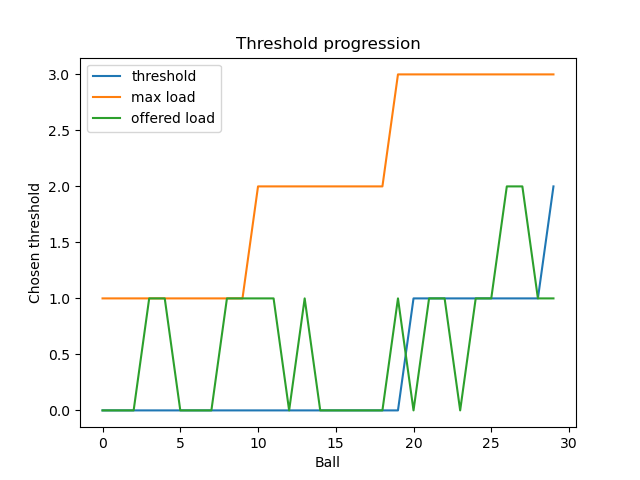 Threshold progression
threshold
max load
offered load
3.0
2.5
2.0
1.5
1.0
0.5
0.0
Chosen threshold
0 5 10 15 20 25 30
Ball